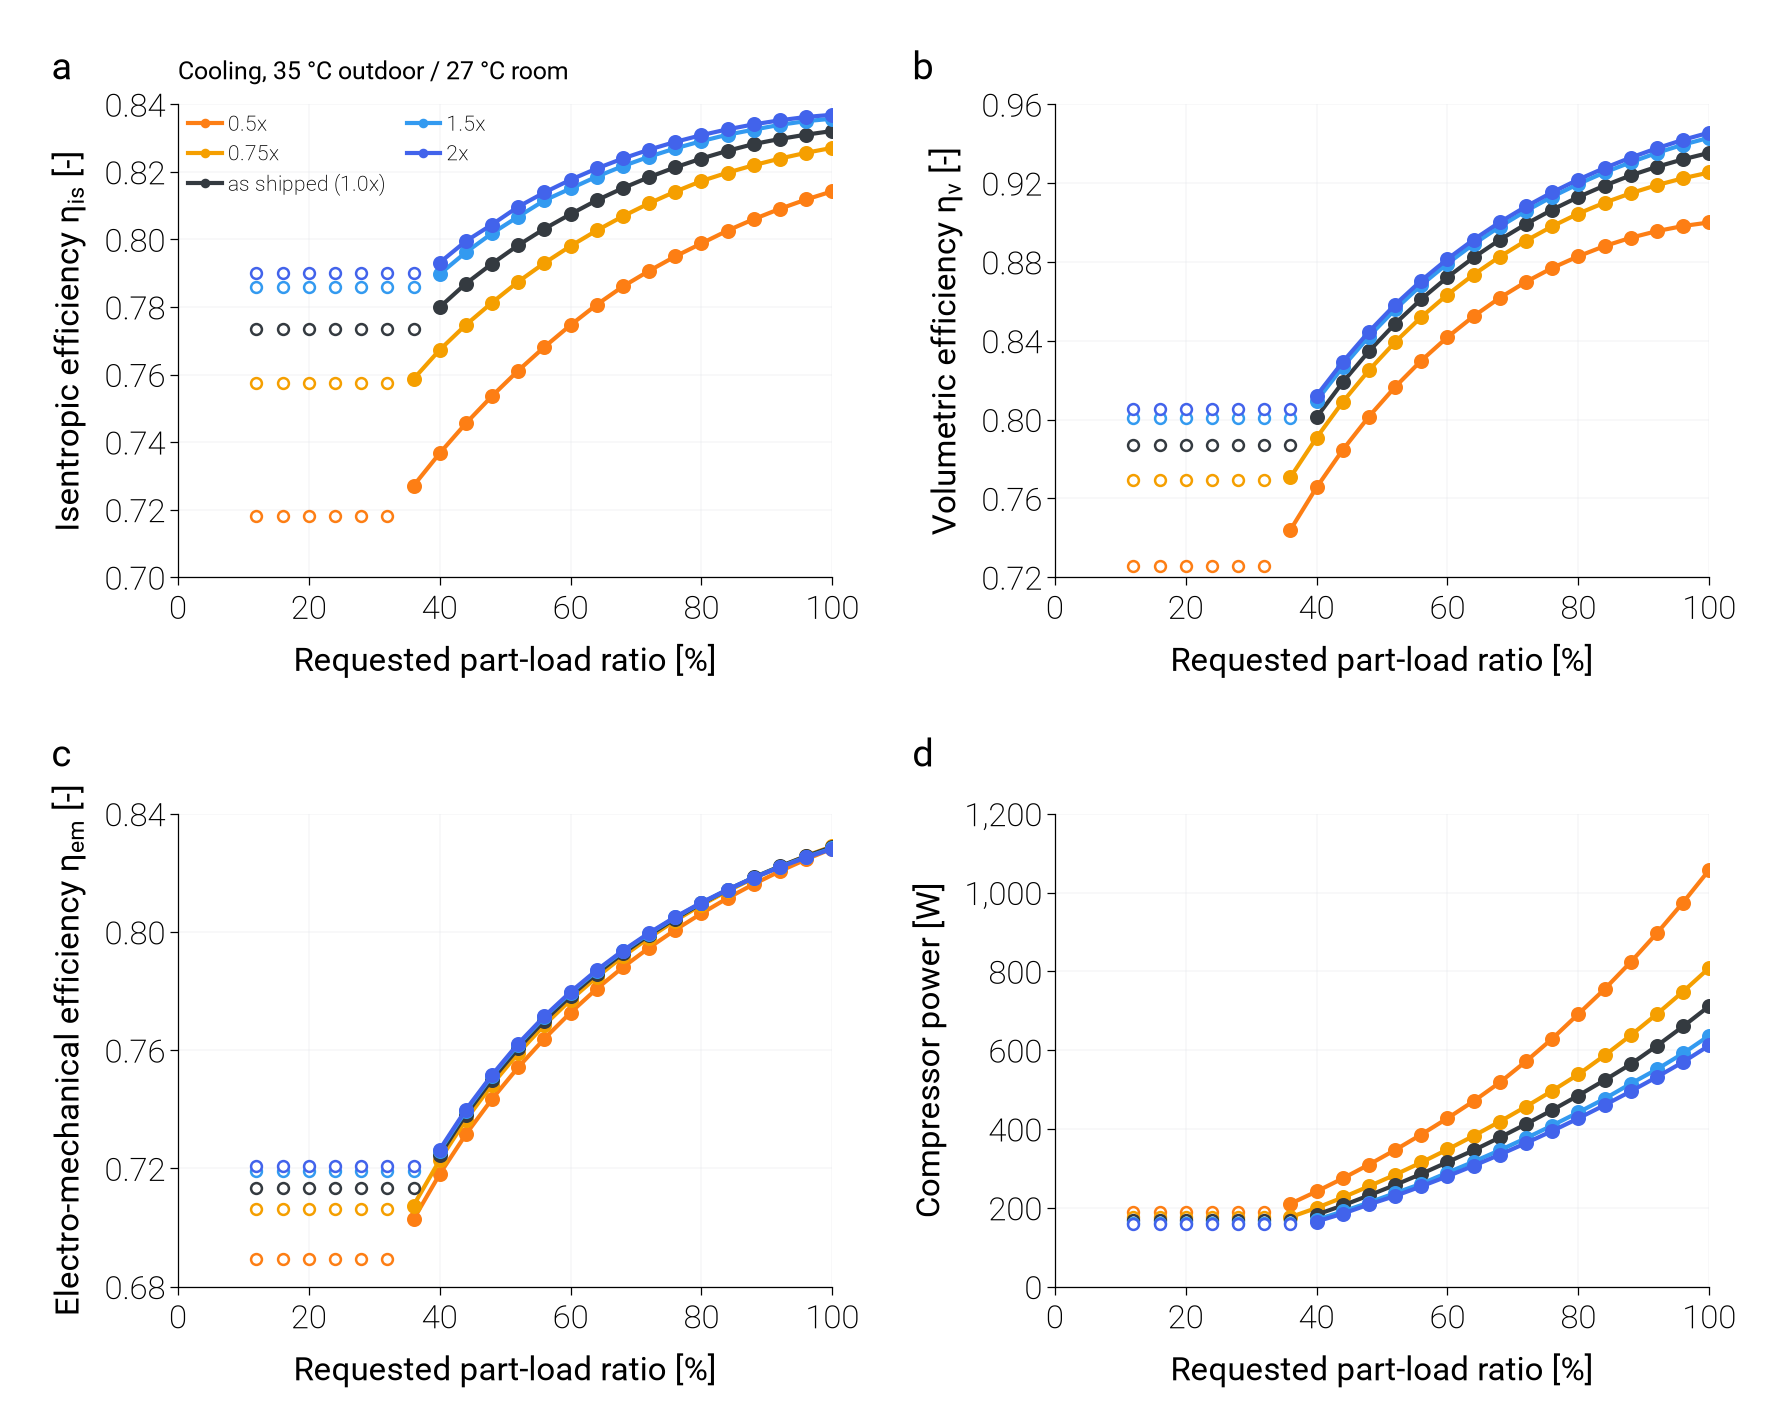 a
Cooling, 35 °C outdoor / 27 °C room
0.84
0.82
0.80
0.78
0.76
0.74
0.72
0.70
Isentropic efficiency ηis [-]
0.5x
0.75x
as shipped (1.0x)
1.5x
2x
0 20 40 60 80 100
Requested part-load ratio [%]
b
0.96
0.92
0.88
0.84
0.80
0.76
0.72
Volumetric efficiency ηv [-]
0 20 40 60 80 100
Requested part-load ratio [%]
c
0.84
0.80
0.76
0.72
0.68
Electro-mechanical efficiency ηem [-]
0 20 40 60 80 100
Requested part-load ratio [%]
d
1,200
1,000
800
600
400
200
0
Compressor power [W]
0 20 40 60 80 100
Requested part-load ratio [%]